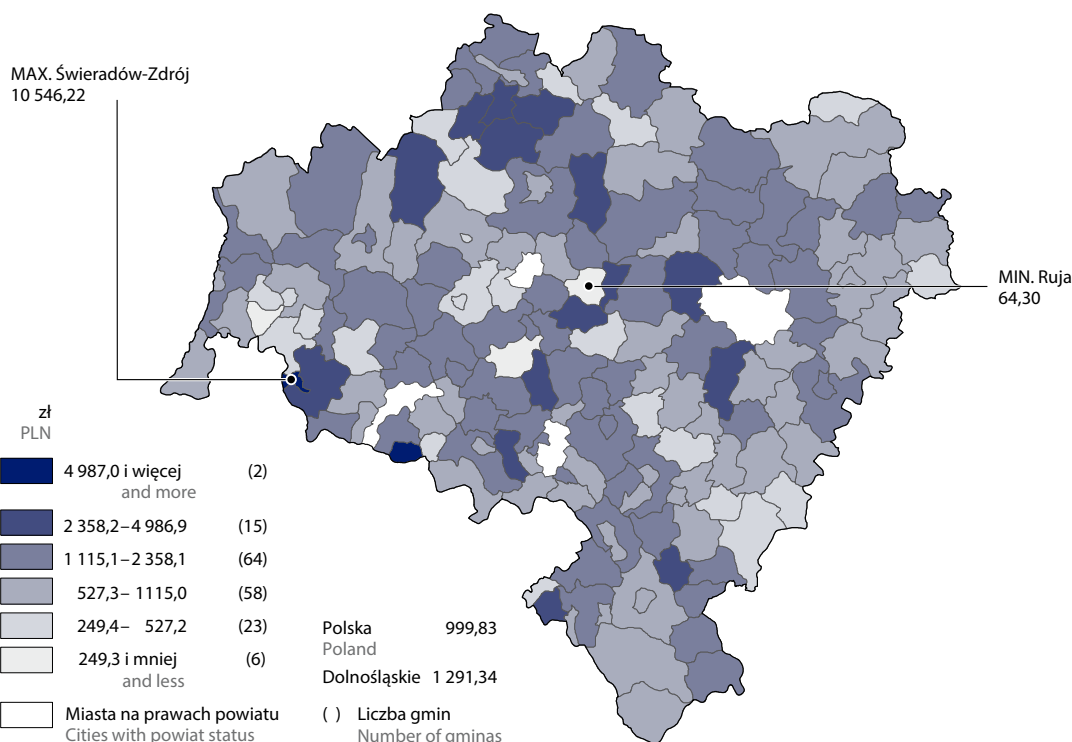 MAX. Świeradów-Zdrój
10 546,22
MIN. Ruja
64,30
zł
PLN
4 987,0 i więcej (2)
and more
2 358,2–4 986,9 (15)
1 115,1–2 358,1 (64)
527,3– 1115,0 (58)
249,4– 527,2 (23)
249,3 i mniej (6)
and less
Miasta na prawach powiatu
Cities with powiat status
Polska 999,83
Poland
Dolnośląskie 1 291,34
( ) Liczba gmin
Number of gminas